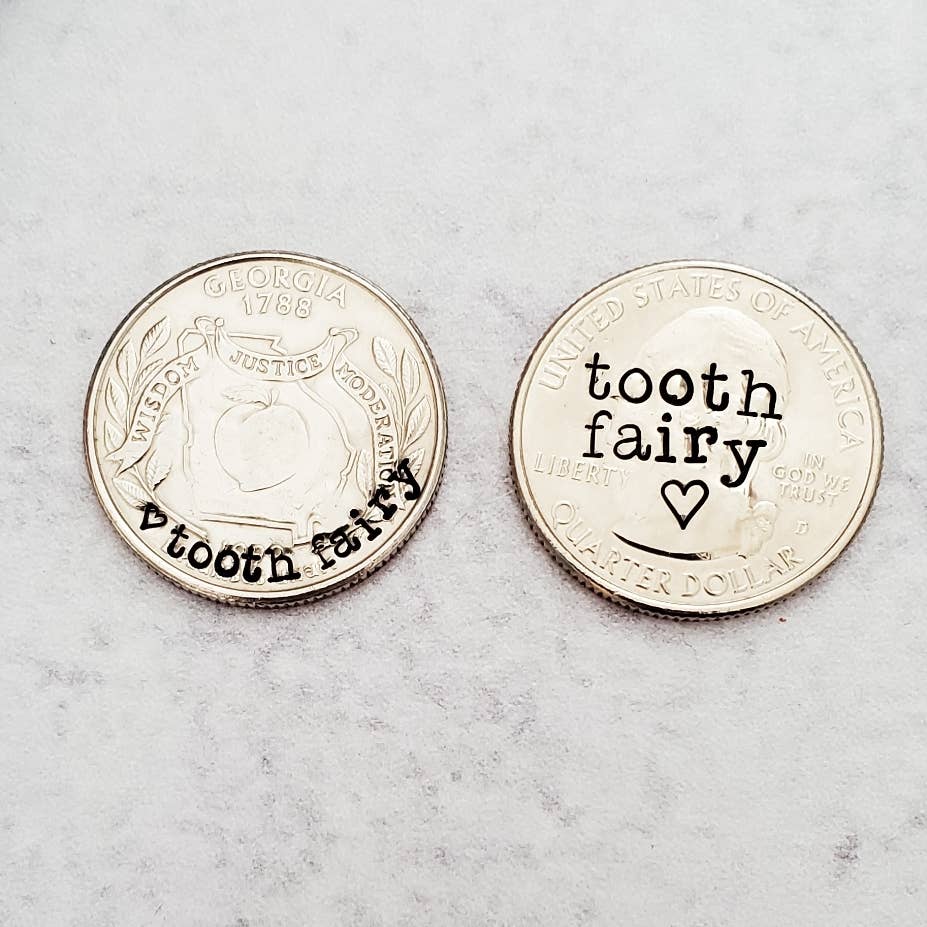 GEORGIA
1788
WISDOM
JUSTICE
MODERATION
♡tooth fairy
UNITED STATES OF AMERICA
tooth
fairy
♡
LIBERTY
IN
GOD WE
TRUST
D
QUARTER DOLLAR